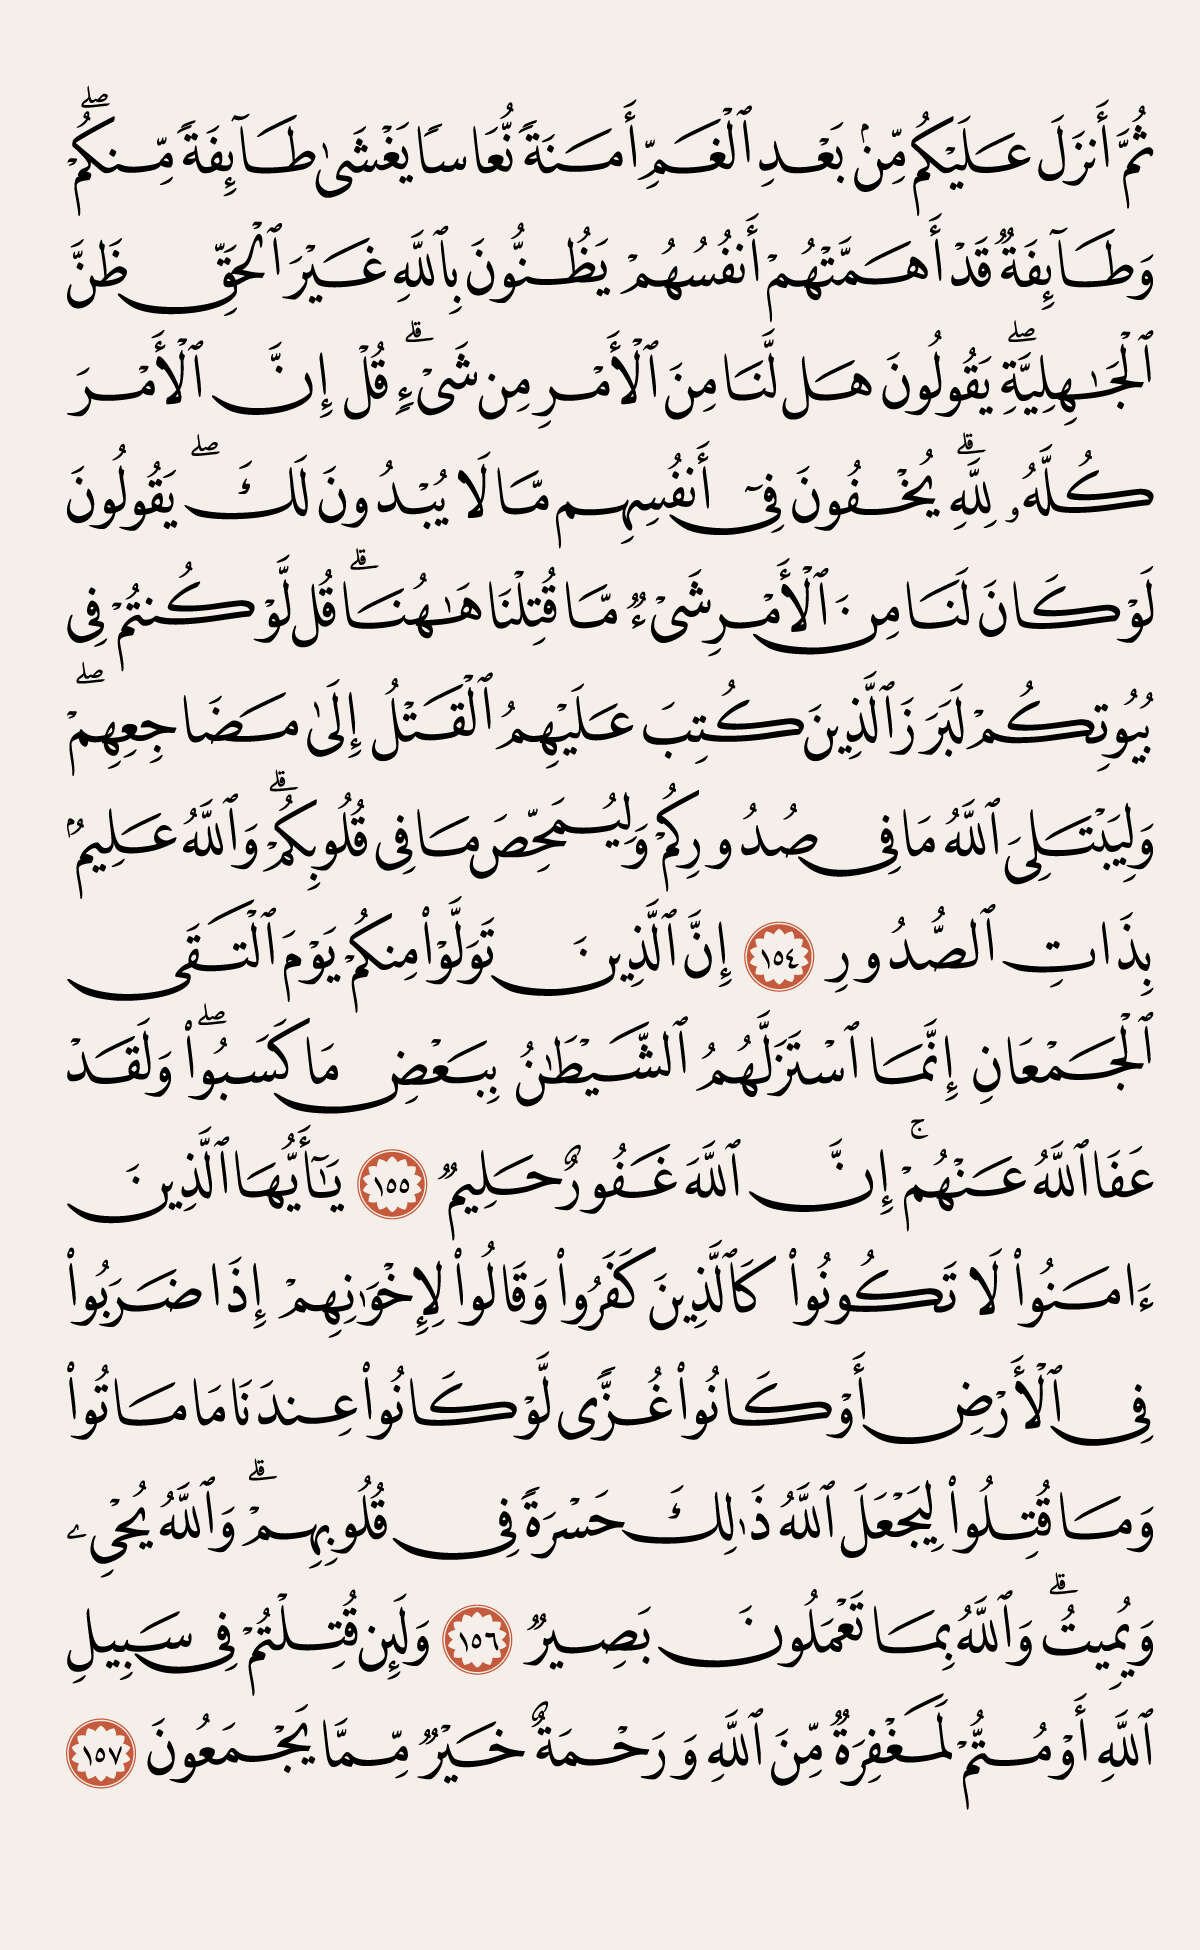 ثُمَّ أَنزَلَ عَلَيْكُم مِّنۢ بَعْدِ ٱلْغَمِّ أَمَنَةً نُّعَاسًا يَغْشَىٰ طَآئِفَةً مِّنكُمْ ۖ
وَطَآئِفَةٌ قَدْ أَهَمَّتْهُمْ أَنفُسُهُمْ يَظُنُّونَ بِٱللَّهِ غَيْرَ ٱلْحَقِّ ظَنَّ
ٱلْجَـٰهِلِيَّةِ ۖ يَقُولُونَ هَل لَّنَا مِنَ ٱلْأَمْرِ مِن شَىْءٍ ۗ قُلْ إِنَّ ٱلْأَمْرَ
كُلَّهُۥ لِلَّهِ ۗ يُخْفُونَ فِىٓ أَنفُسِهِم مَّا لَا يُبْدُونَ لَكَ ۖ يَقُولُونَ
لَوْ كَانَ لَنَا مِنَ ٱلْأَمْرِ شَىْءٌ مَّا قُتِلْنَا هَـٰهُنَا ۗ قُل لَّوْ كُنتُمْ فِى
بُيُوتِكُمْ لَبَرَزَ ٱلَّذِينَ كُتِبَ عَلَيْهِمُ ٱلْقَتْلُ إِلَىٰ مَضَاجِعِهِمْ ۖ
وَلِيَبْتَلِىَ ٱللَّهُ مَا فِى صُدُورِكُمْ وَلِيُمَحِّصَ مَا فِى قُلُوبِكُمْ ۗ وَٱللَّهُ عَلِيمٌۢ
بِذَاتِ ٱلصُّدُورِ ١٥٤ إِنَّ ٱلَّذِينَ تَوَلَّوْا۟ مِنكُمْ يَوْمَ ٱلْتَقَى
ٱلْجَمْعَانِ إِنَّمَا ٱسْتَزَلَّهُمُ ٱلشَّيْطَـٰنُ بِبَعْضِ مَا كَسَبُوا۟ ۖ وَلَقَدْ
عَفَا ٱللَّهُ عَنْهُمْ ۚ إِنَّ ٱللَّهَ غَفُورٌ حَلِيمٌ ١٥٥ يَـٰٓأَيُّهَا ٱلَّذِينَ
ءَامَنُوا۟ لَا تَكُونُوا۟ كَٱلَّذِينَ كَفَرُوا۟ وَقَالُوا۟ لِإِخْوَٰنِهِمْ إِذَا ضَرَبُوا۟
فِى ٱلْأَرْضِ أَوْ كَانُوا۟ غُزًّى لَّوْ كَانُوا۟ عِندَنَا مَا مَاتُوا۟
وَمَا قُتِلُوا۟ لِيَجْعَلَ ٱللَّهُ ذَٰلِكَ حَسْرَةً فِى قُلُوبِهِمْ ۗ وَٱللَّهُ يُحْىِۦ
وَيُمِيتُ ۗ وَٱللَّهُ بِمَا تَعْمَلُونَ بَصِيرٌ ١٥٦ وَلَئِن قُتِلْتُمْ فِى سَبِيلِ
ٱللَّهِ أَوْ مُتُّمْ لَمَغْفِرَةٌ مِّنَ ٱللَّهِ وَرَحْمَةٌ خَيْرٌ مِّمَّا يَجْمَعُونَ ١٥٧